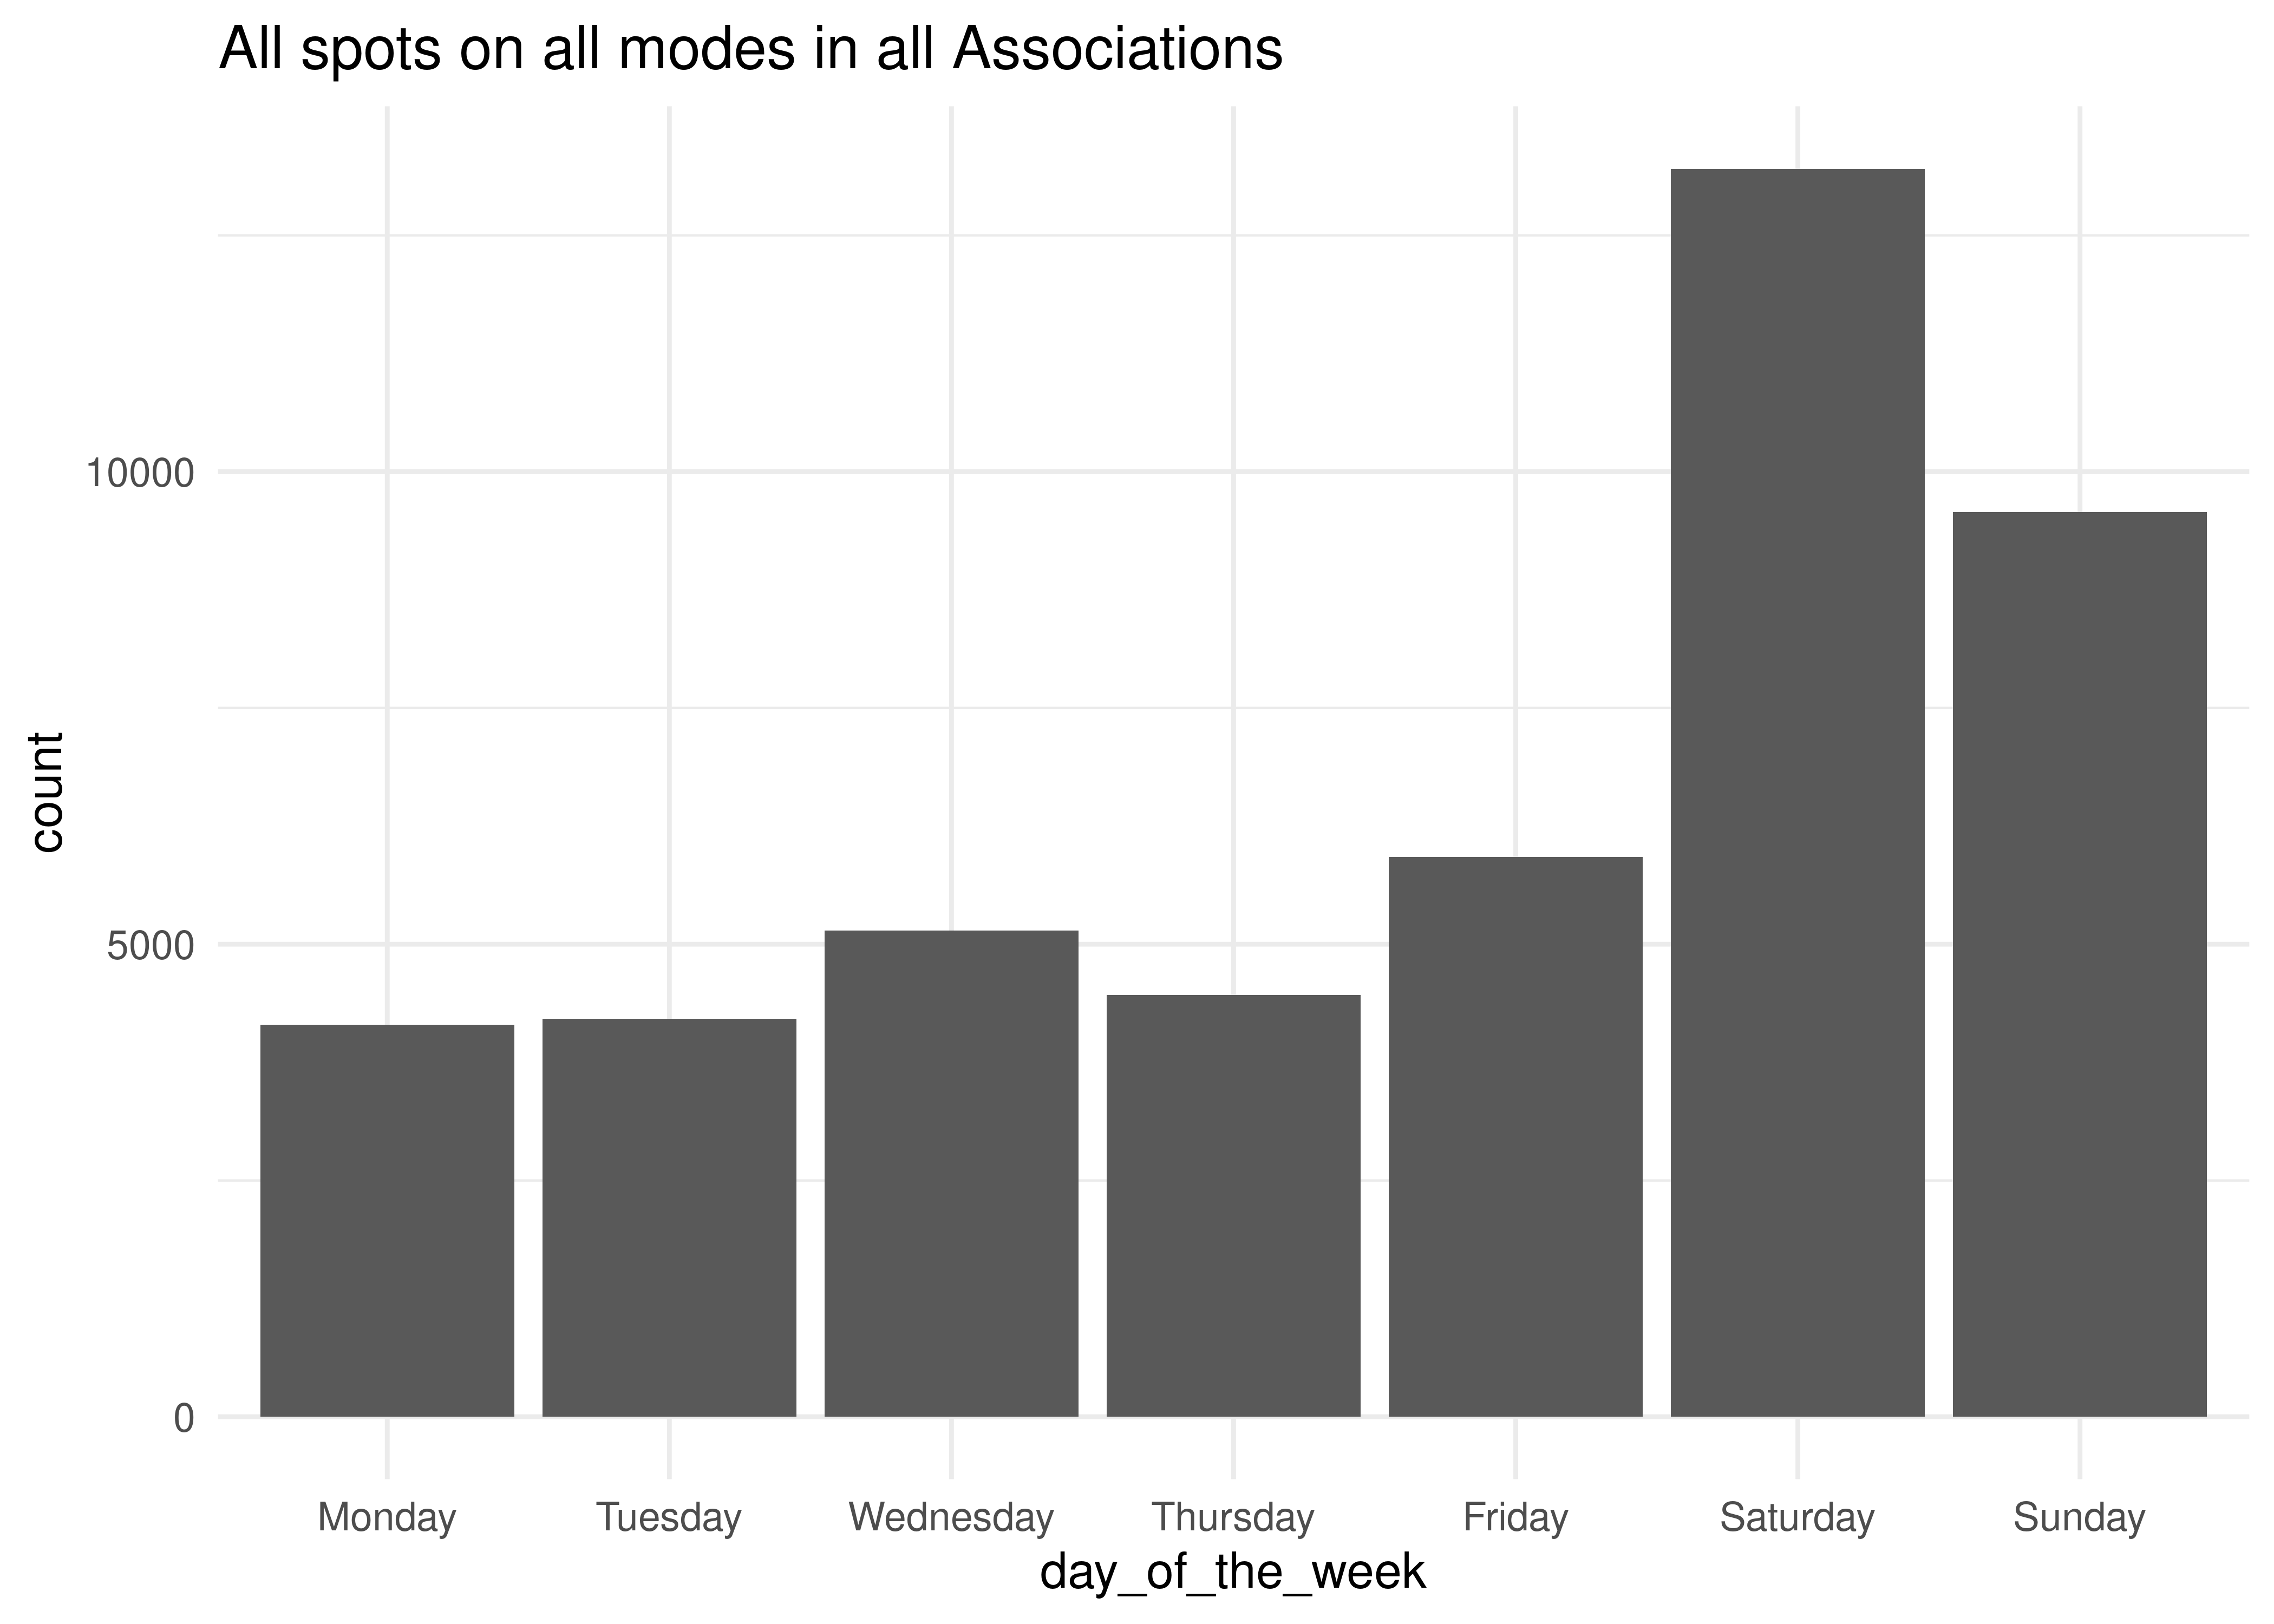 All spots on all modes in all Associations
count
10000
5000
0
Monday Tuesday Wednesday Thursday Friday Saturday Sunday
day_of_the_week